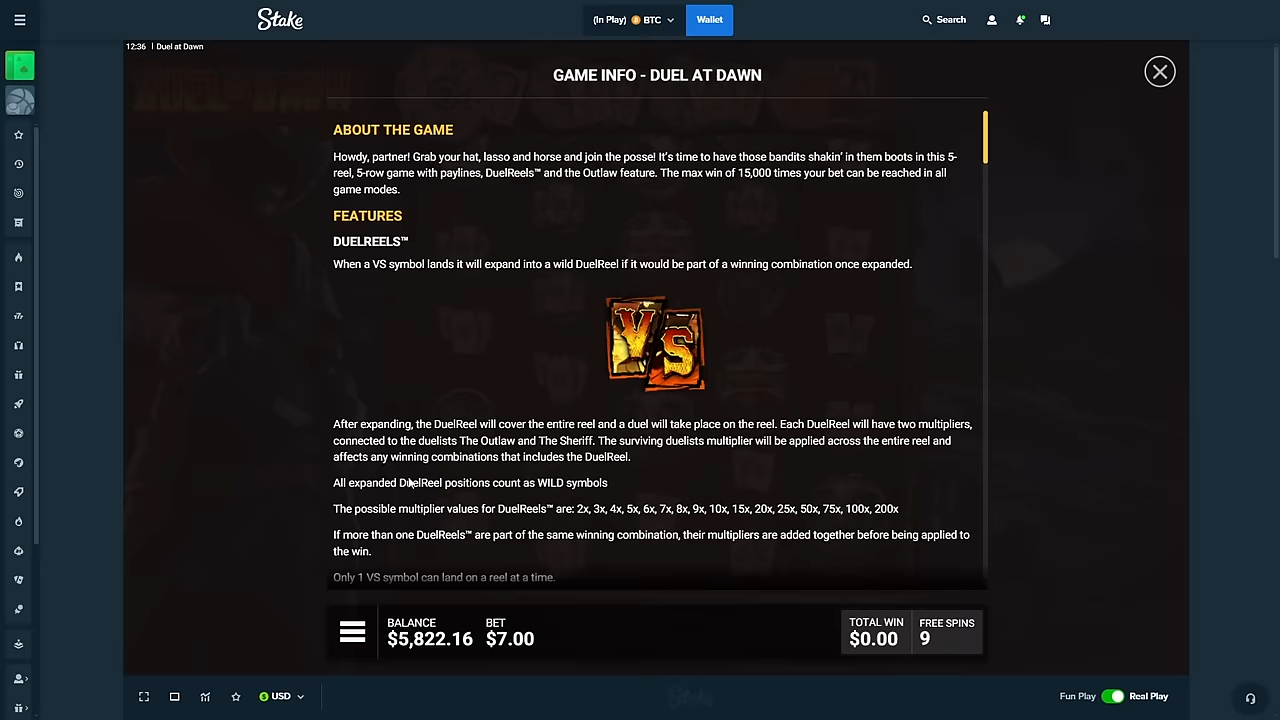 Stake
(In Play) BTC
Wallet
Search
12:36 | Duel at Dawn
GAME INFO - DUEL AT DAWN
ABOUT THE GAME
Howdy, partner! Grab your hat, lasso and horse and join the posse! It's time to have those bandits shakin' in them boots in this 5-
reel, 5-row game with paylines, DuelReels™ and the Outlaw feature. The max win of 15,000 times your bet can be reached in all
game modes.
FEATURES
DUELREELS™
When a VS symbol lands it will expand into a wild DuelReel if it would be part of a winning combination once expanded.
VS
After expanding, the DuelReel will cover the entire reel and a duel will take place on the reel. Each DuelReel will have two multipliers,
connected to the duelists The Outlaw and The Sheriff. The surviving duelists multiplier will be applied across the entire reel and
affects any winning combinations that includes the DuelReel.
All expanded DuelReel positions count as WILD symbols
The possible multiplier values for DuelReels™ are: 2x, 3x, 4x, 5x, 6x, 7x, 8x, 9x, 10x, 15x, 20x, 25x, 50x, 75x, 100x, 200x
If more than one DuelReels™ are part of the same winning combination, their multipliers are added together before being applied to
the win.
Only 1 VS symbol can land on a reel at a time.
BALANCE
$5,822.16
BET
$7.00
TOTAL WIN
$0.00
FREE SPINS
9
USD
Fun Play
Real Play